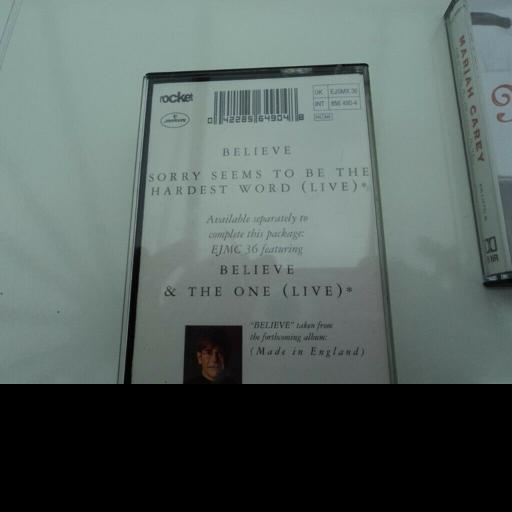 rocket
mercury
0 42285 64904 8
UK EJSMX 36
INT 856 490-4
BELIEVE
SORRY SEEMS TO BE THE
HARDEST WORD (LIVE)*
Available separately to
complete this package:
EJMC 36 featuring
BELIEVE
& THE ONE (LIVE)*
"BELIEVE" taken from
the forthcoming album:
(Made in England)
MARIAH CAREY